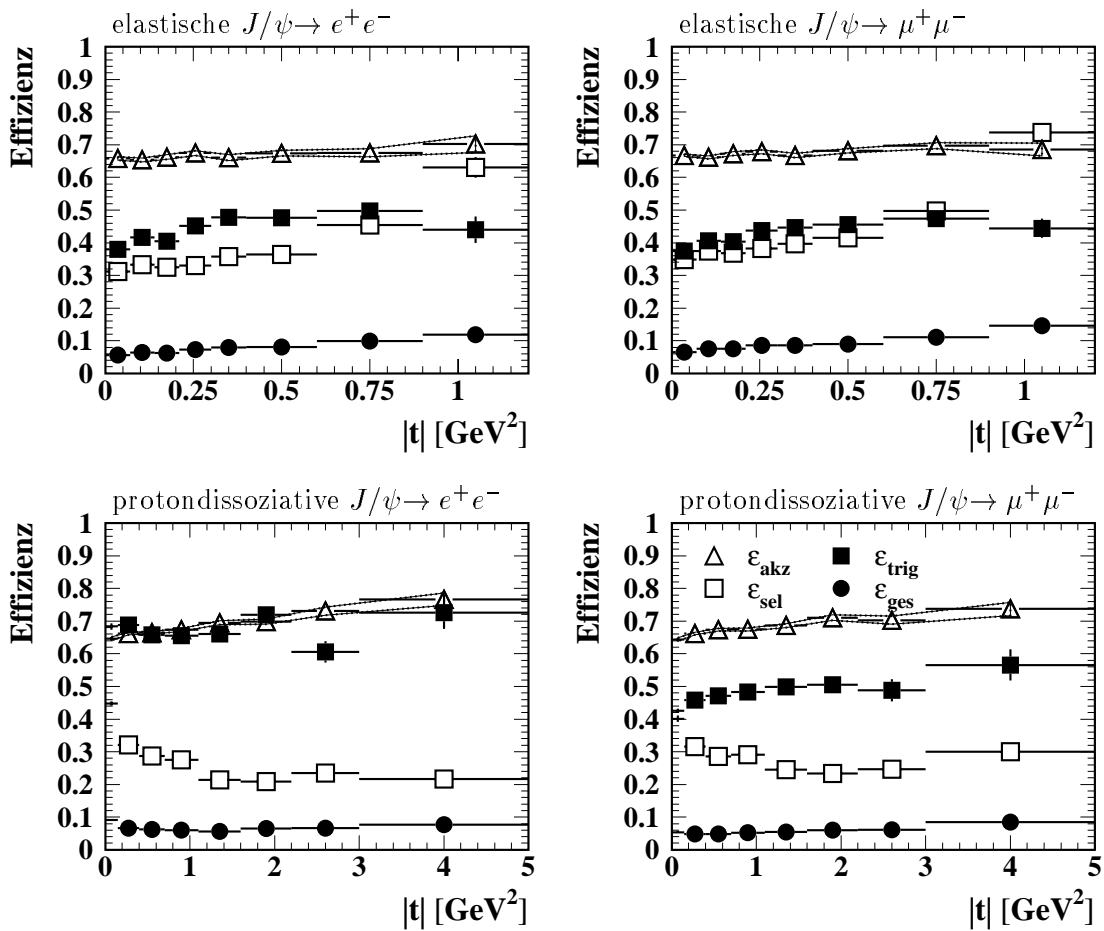 elastische J/ψ→ e⁺e⁻
Effizienz
1
0.9
0.8
0.7
0.6
0.5
0.4
0.3
0.2
0.1
0
0 0.25 0.5 0.75 1
|t| [GeV²]
elastische J/ψ→ μ⁺μ⁻
Effizienz
1
0.9
0.8
0.7
0.6
0.5
0.4
0.3
0.2
0.1
0
0 0.25 0.5 0.75 1
|t| [GeV²]
protondissoziative J/ψ→ e⁺e⁻
Effizienz
1
0.9
0.8
0.7
0.6
0.5
0.4
0.3
0.2
0.1
0
0 1 2 3 4 5
|t| [GeV²]
protondissoziative J/ψ→ μ⁺μ⁻
Effizienz
1
0.9
0.8
0.7
0.6
0.5
0.4
0.3
0.2
0.1
0
ε_akz ε_trig
ε_sel ε_ges
0 1 2 3 4 5
|t| [GeV²]